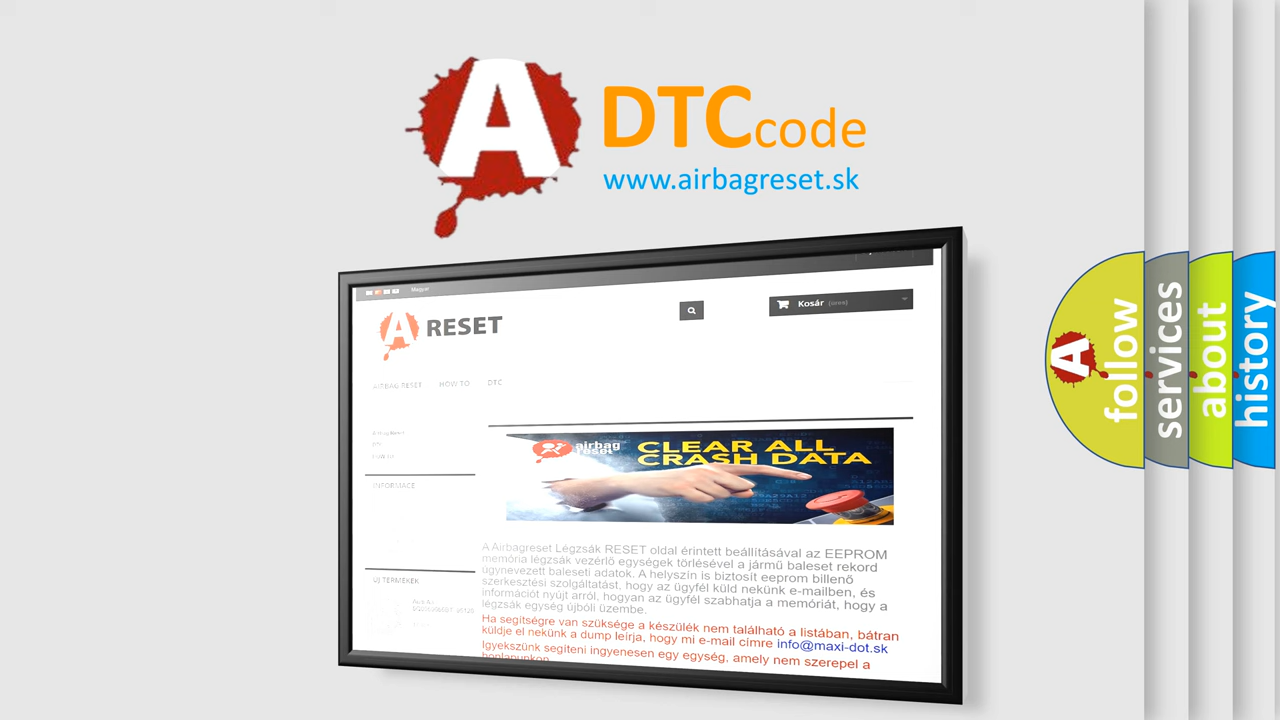 A DTCcode
www.airbagreset.sk
Magyar
A RESET
Kosár (üres)
AIRBAG RESET HOW TO DTC
CLEAR ALL
CRASH DATA
airbag
reset
INFORMACE
A Airbagreset Légzsák RESET oldal érintett beállításával az EEPROM
memória légzsák vezérlő egységek törlésével a jármű baleset rekord
úgynevezett baleseti adatok. A helyszín is biztosít eeprom billenő
szerkesztési szolgáltatást, hogy az ügyfél küld nekünk e-mailben, és
információt nyújt arról, hogyan az ügyfél szabhatja a memóriát, hogy a
légzsák egység újbóli üzembe.
Ha segítségre van szüksége a készülék nem található a listában, bátran
küldje el nekünk a dump leírja, hogy mi e-mail címre info@maxi-dot.sk
Igyekszünk segíteni ingyenesen egy egység, amely nem szerepel a
honlapunkon
ÚJ TERMÉKEK
A follow
services
about
history